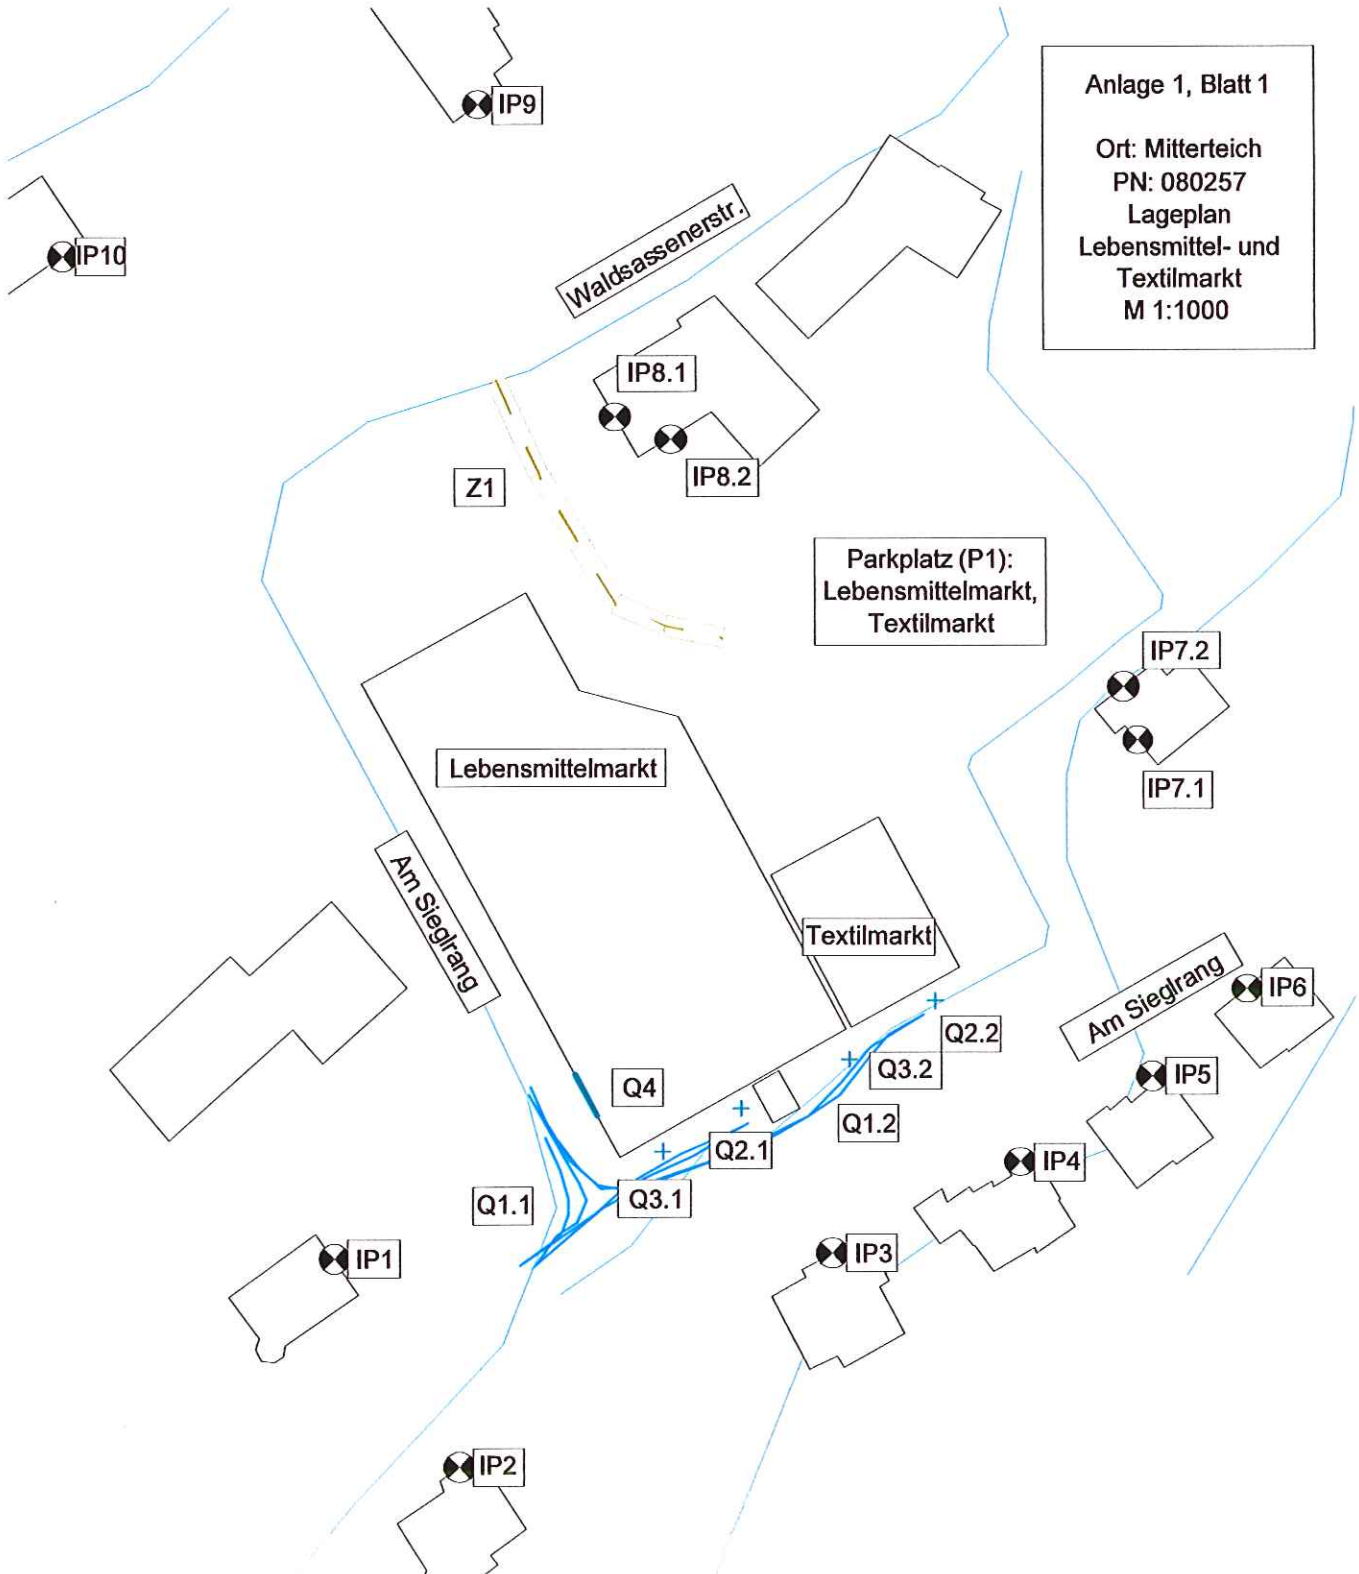 Anlage 1, Blatt 1
Ort: Mitterteich
PN: 080257
Lageplan
Lebensmittel- und
Textilmarkt
M 1:1000
IP9
IP10
Waldsassenerstr.
IP8.1
IP8.2
Z1
Parkplatz (P1):
Lebensmittelmarkt,
Textilmarkt
IP7.2
IP7.1
Lebensmittelmarkt
Am Sieglrang
Textilmarkt
Am Sieglrang
IP6
Q2.2
Q3.2
IP5
Q4
Q1.2
Q2.1
IP4
Q1.1
Q3.1
IP3
IP1
IP2